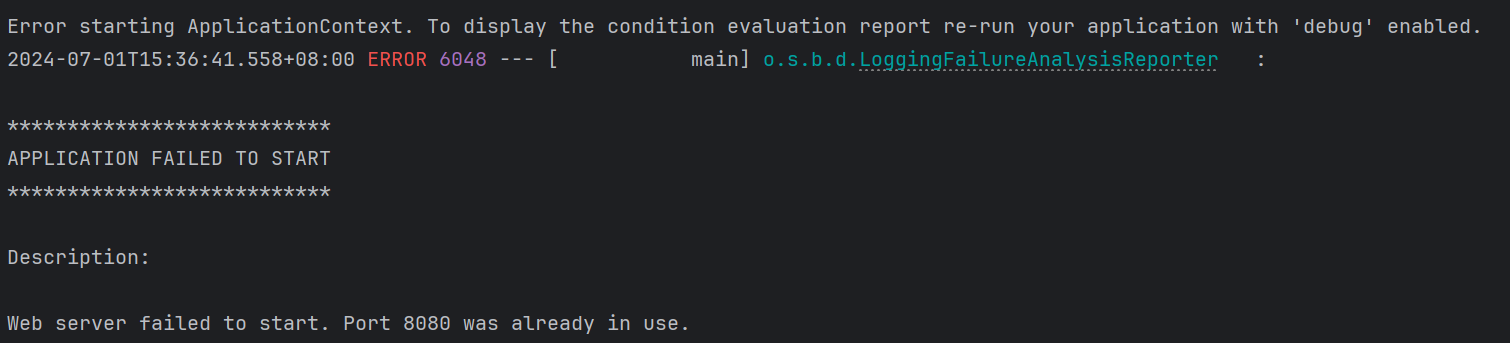 Error starting ApplicationContext. To display the condition evaluation report re-run your application with 'debug' enabled.
2024-07-01T15:36:41.558+08:00 ERROR 6048 --- [           main] o.s.b.d.LoggingFailureAnalysisReporter   :
***************************
APPLICATION FAILED TO START
***************************
Description:
Web server failed to start. Port 8080 was already in use.